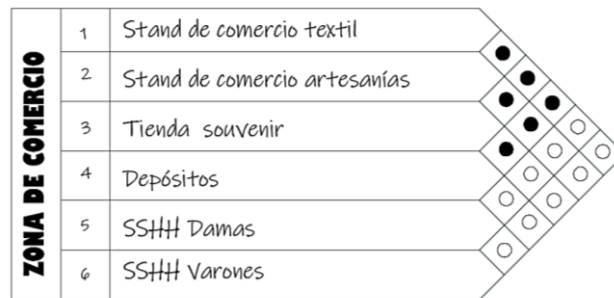 ZONA DE COMERCIO
1 Stand de comercio textil
2 Stand de comercio artesanías
3 Tienda souvenir
4 Depósitos
5 SSHH Damas
6 SSHH Varones